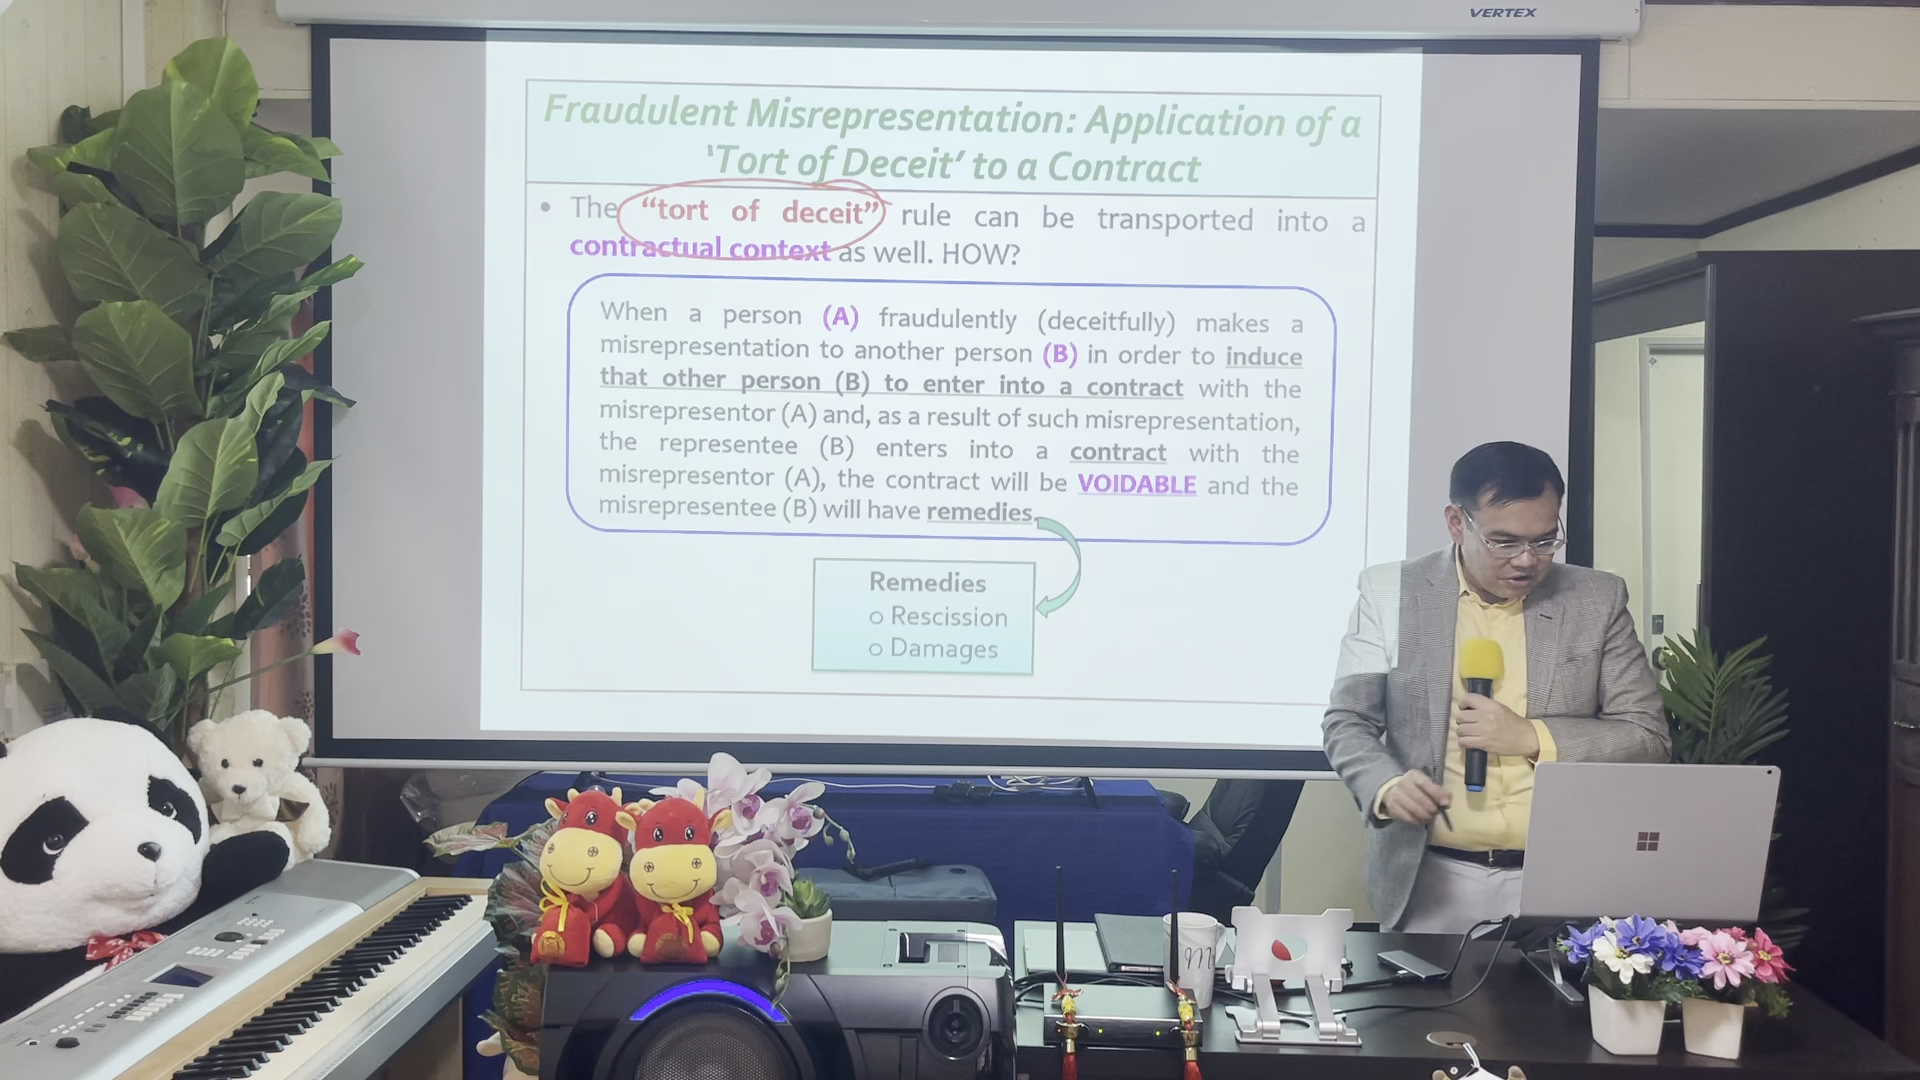 VERTEX
Fraudulent Misrepresentation: Application of a
‘Tort of Deceit’ to a Contract
• The “tort of deceit” rule can be transported into a
contractual context as well. HOW?
When a person (A) fraudulently (deceitfully) makes a
misrepresentation to another person (B) in order to induce
that other person (B) to enter into a contract with the
misrepresentor (A) and, as a result of such misrepresentation,
the representee (B) enters into a contract with the
misrepresentor (A), the contract will be VOIDABLE and the
misrepresentee (B) will have remedies.
Remedies
o Rescission
o Damages